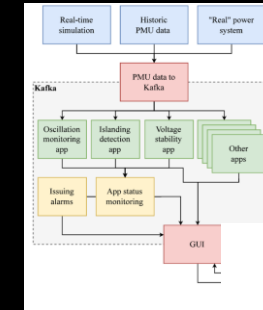 Real-time
simulation
Historic
PMU data
"Real" power
system
PMU data to
Kafka
Kafka
Oscillation
monitoring
app
Islanding
detection
app
Voltage
stability
app
Other
apps
Issuing
alarms
App status
monitoring
GUI